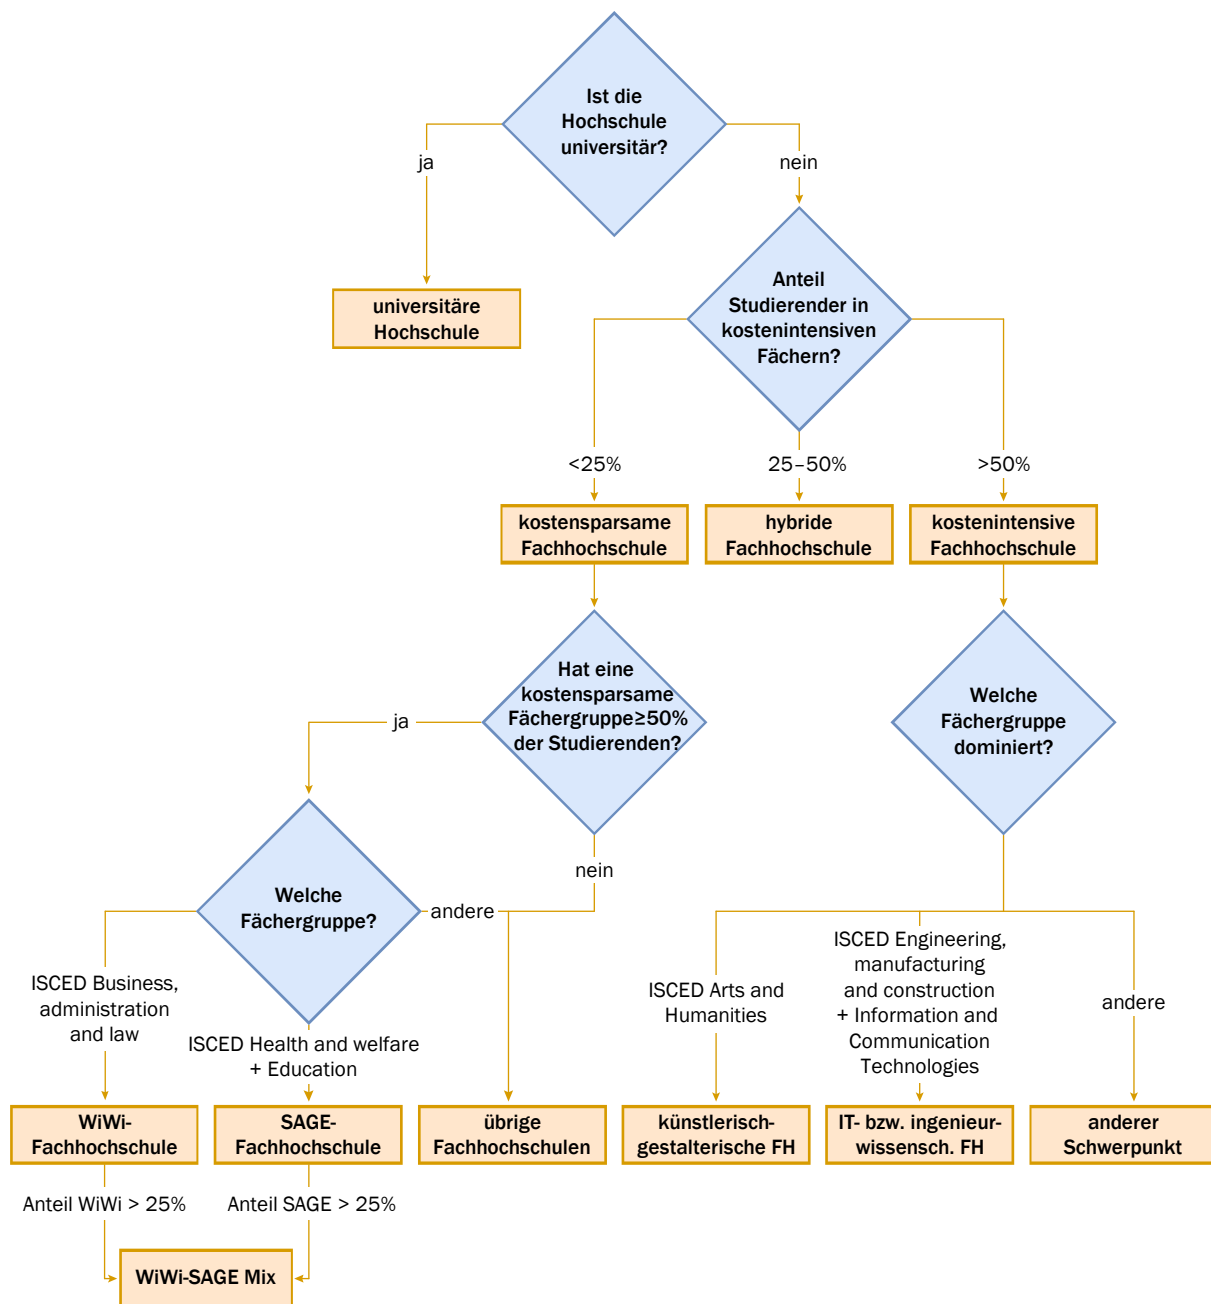 Ist die
Hochschule
universitär?
ja
nein
universitäre
Hochschule
Anteil
Studierender in
kostenintensiven
Fächern?
<25%
25–50%
>50%
kostensparsame
Fachhochschule
hybride
Fachhochschule
kostenintensive
Fachhochschule
Hat eine
kostensparsame
Fächergruppe≥50%
der Studierenden?
Welche
Fächergruppe
dominiert?
ja
nein
Welche
Fächergruppe?
andere
ISCED Business,
administration
and law
ISCED Health and welfare
+ Education
ISCED Arts and
Humanities
ISCED Engineering,
manufacturing
and construction
+ Information and
Communication
Technologies
andere
WiWi-
Fachhochschule
SAGE-
Fachhochschule
übrige
Fachhochschulen
künstlerisch-
gestalterische FH
IT- bzw. ingenieur-
wissensch. FH
anderer
Schwerpunkt
Anteil WiWi > 25%
Anteil SAGE > 25%
WiWi-SAGE Mix